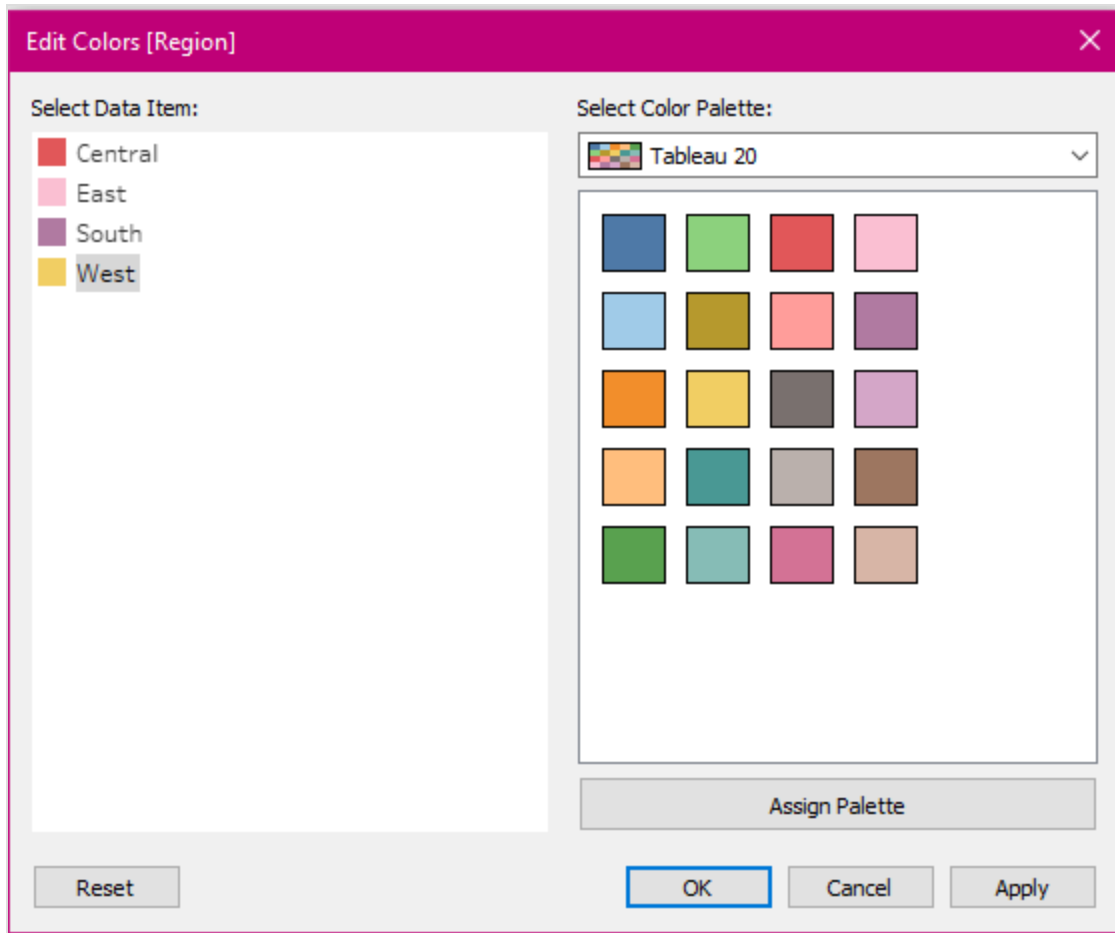 Edit Colors [Region]
Select Data Item:
Central
East
South
West
Select Color Palette:
Tableau 20
Assign Palette
Reset
OK
Cancel
Apply